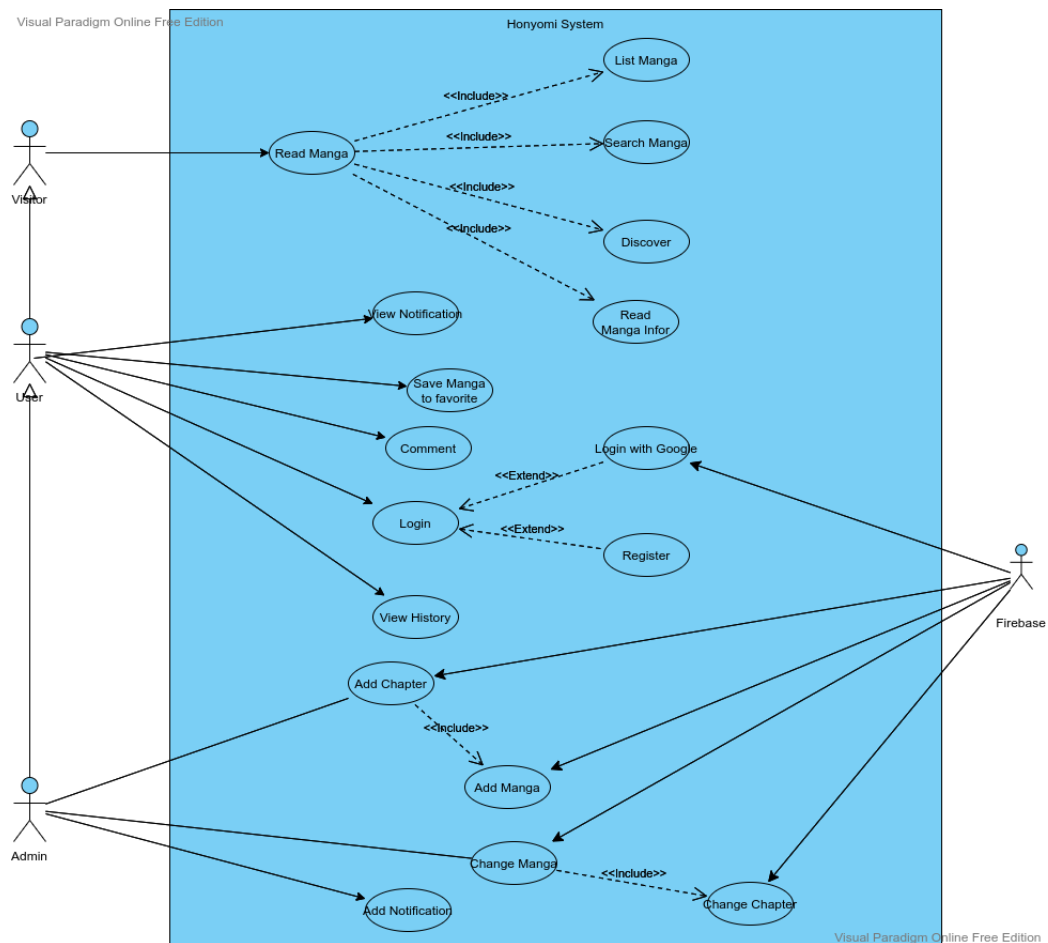 Visual Paradigm Online Free Edition
Honyomi System
List Manga
<<Include>>
<<Include>>
Search Manga
Read Manga
<<Include>>
Visitor
<<Include>>
Discover
View Notification
Read
Manga Infor
User
Save Manga
to favorite
Comment
Login with Google
<<Extend>>
Login
<<Extend>>
Register
View History
Firebase
Add Chapter
<<Include>>
Add Manga
Admin
Change Manga
<<Include>>
Change Chapter
Add Notification
Visual Paradigm Online Free Edition